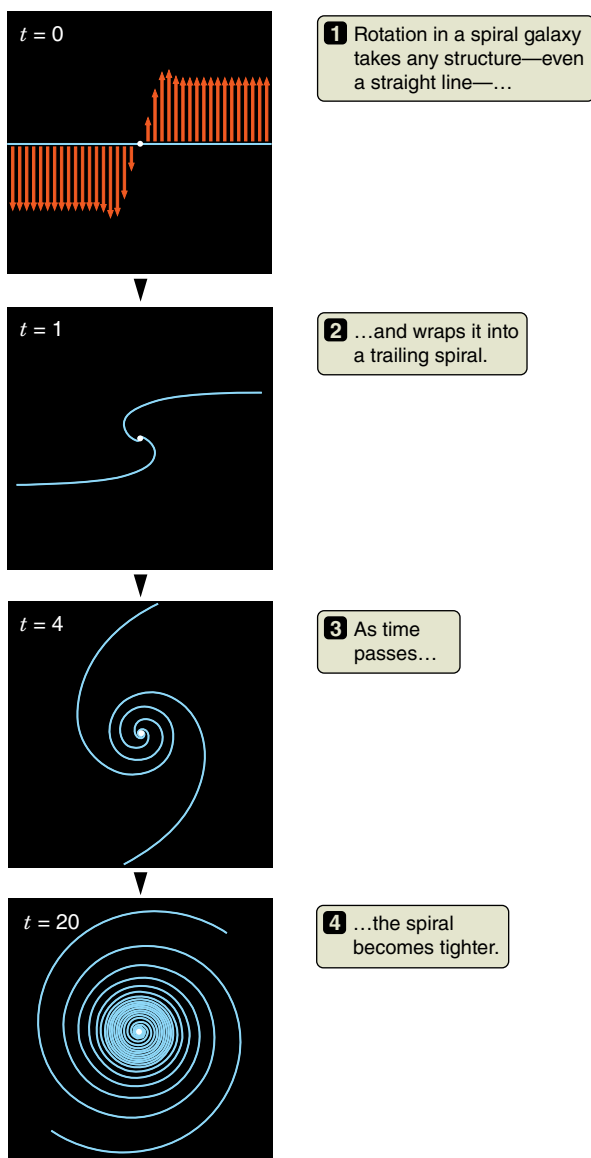 t = 0
1 Rotation in a spiral galaxy
takes any structure—even
a straight line—…
t = 1
2 …and wraps it into
a trailing spiral.
t = 4
3 As time
passes…
t = 20
4 …the spiral
becomes tighter.